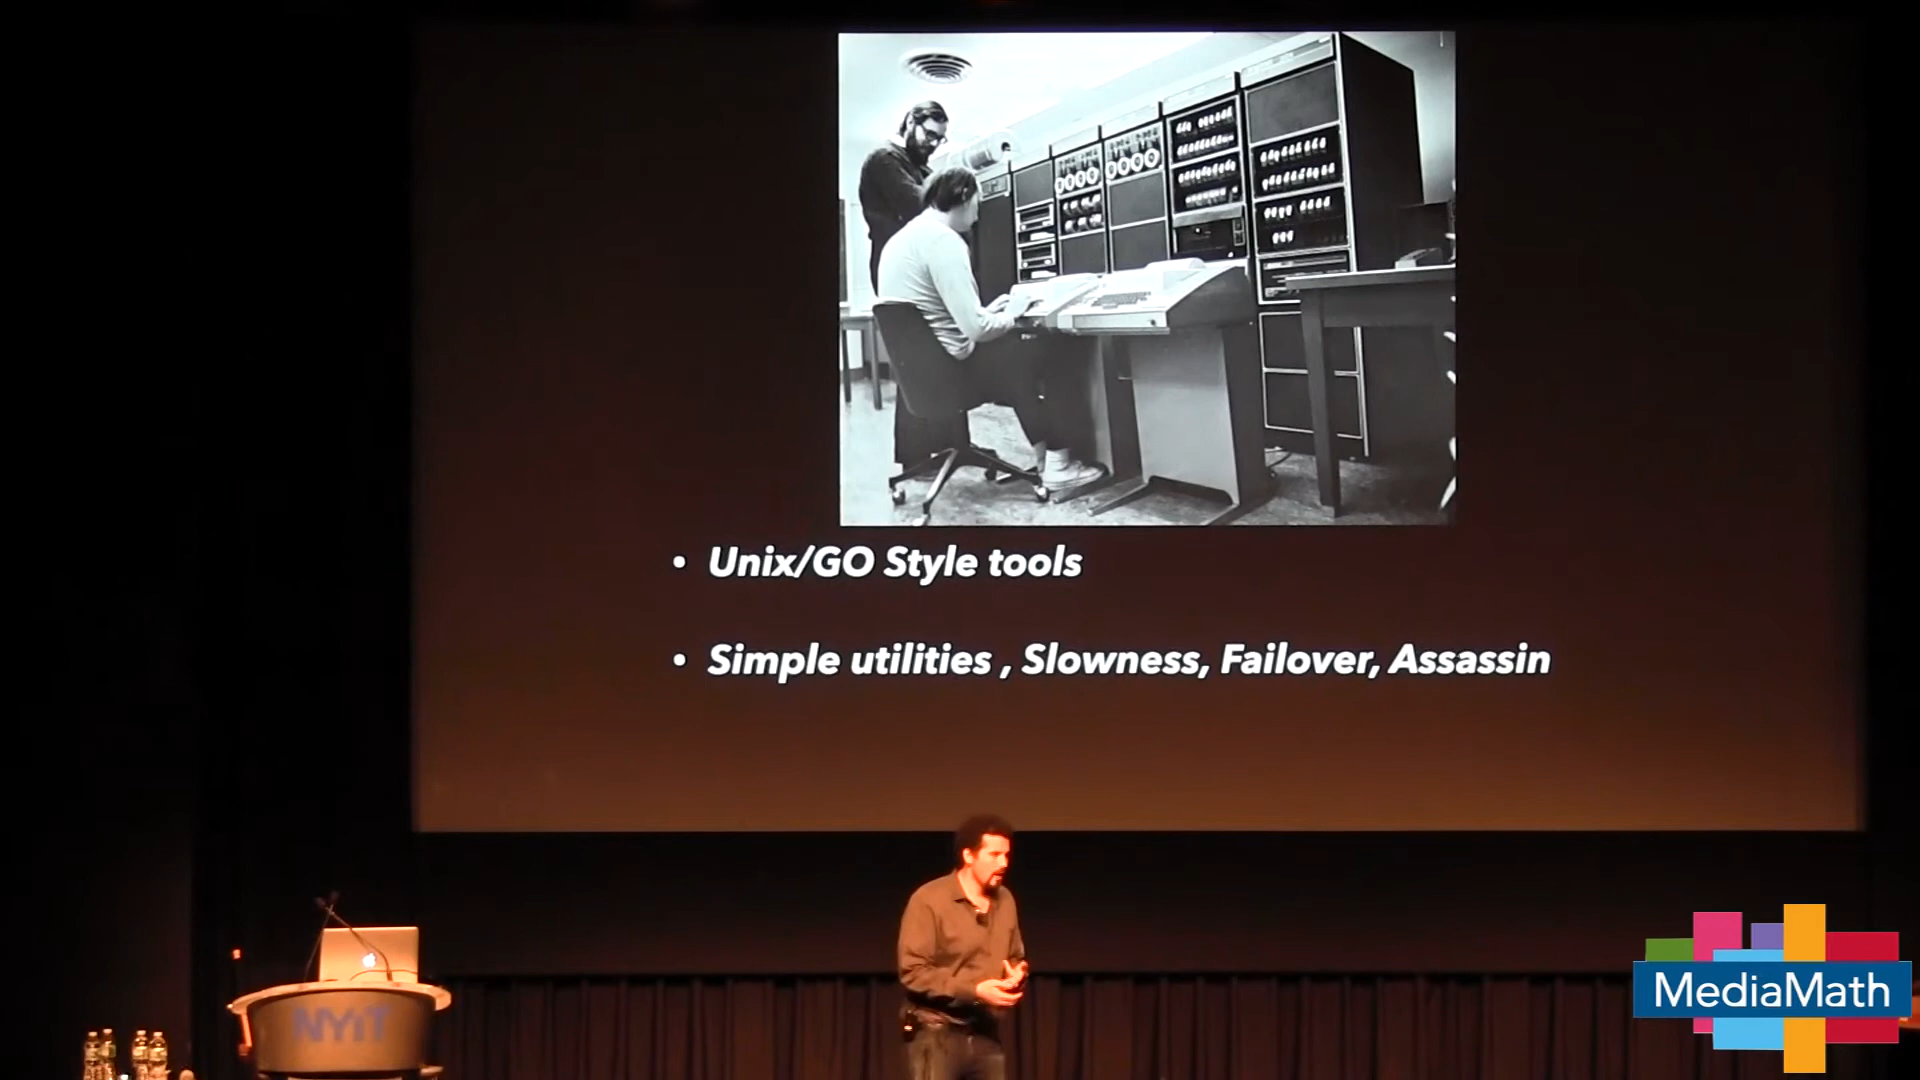 • Unix/GO Style tools
• Simple utilities , Slowness, Failover, Assassin
NYiT
MediaMath